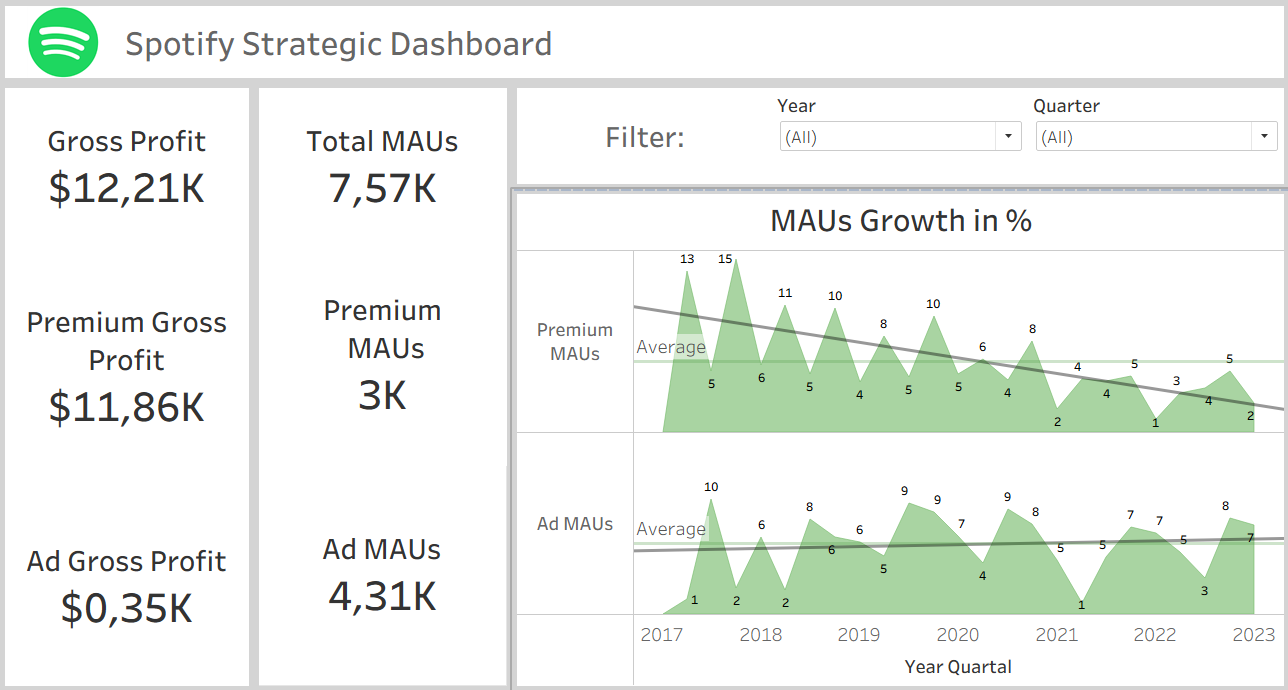 Spotify Strategic Dashboard
Gross Profit
$12,21K
Premium Gross
Profit
$11,86K
Ad Gross Profit
$0,35K
Total MAUs
7,57K
Premium
MAUs
3K
Ad MAUs
4,31K
Filter:
Year
(All)
Quarter
(All)
MAUs Growth in %
Premium
MAUs
Average
13 5 15 6 11 5 10 4 8 5 10 5 6 4 8 2 4 4 5 1 3 4 5 2
Ad MAUs
Average
1 10 2 6 2 8 6 6 5 9 9 7 4 9 8 5 1 5 7 7 5 3 8 7
2017 2018 2019 2020 2021 2022 2023
Year Quartal